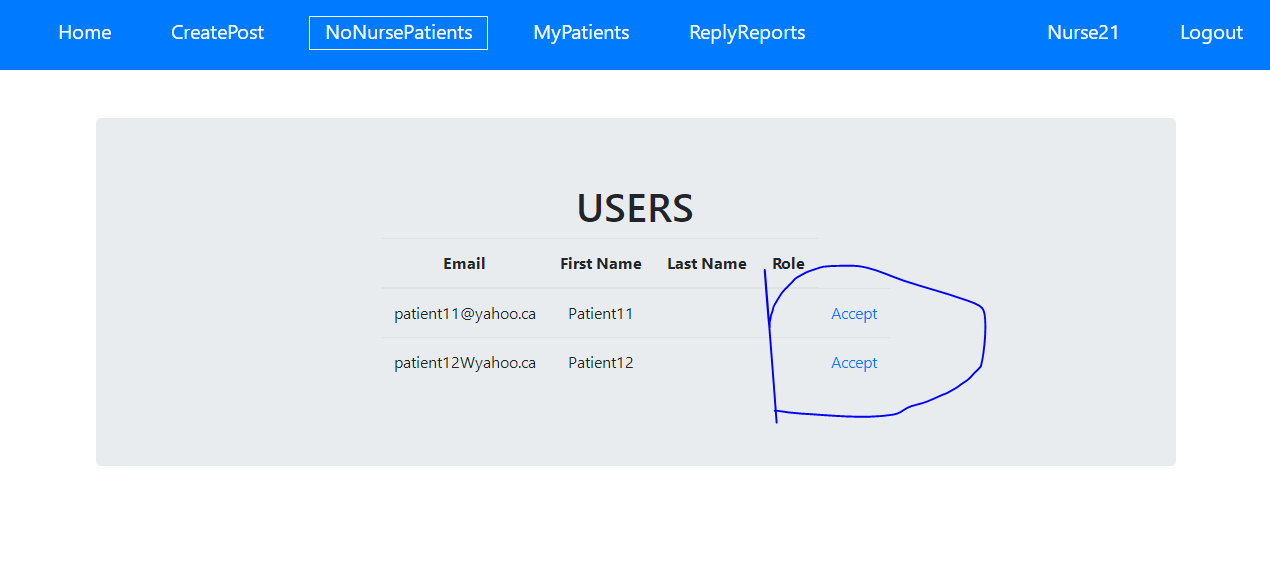 Home CreatePost NoNursePatients MyPatients ReplyReports Nurse21 Logout
USERS
Email First Name Last Name Role
patient11@yahoo.ca Patient11 Accept
patient12Wyahoo.ca Patient12 Accept